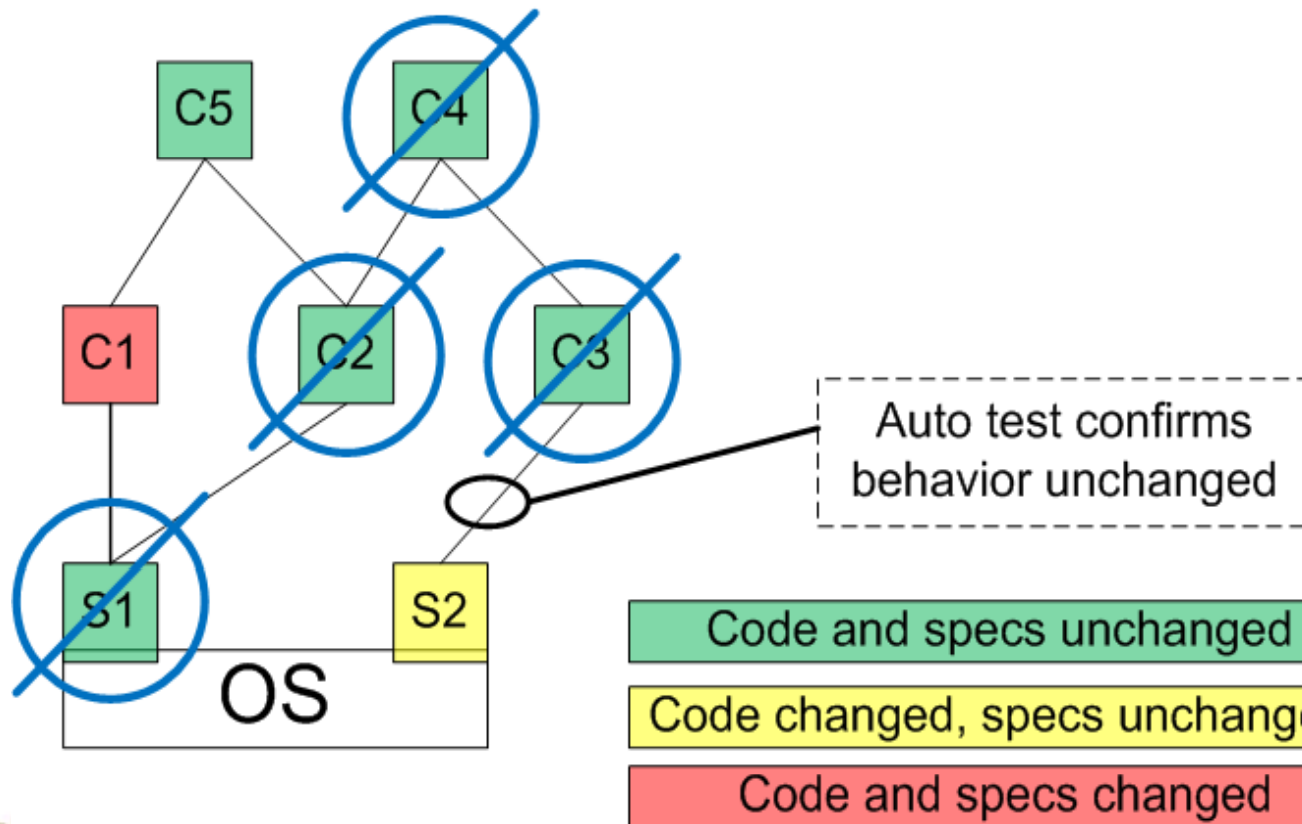 C5
C4
C1
C2
C3
Auto test confirms
behavior unchanged
S1
S2
OS
Code and specs unchanged
Code changed, specs unchang
Code and specs changed